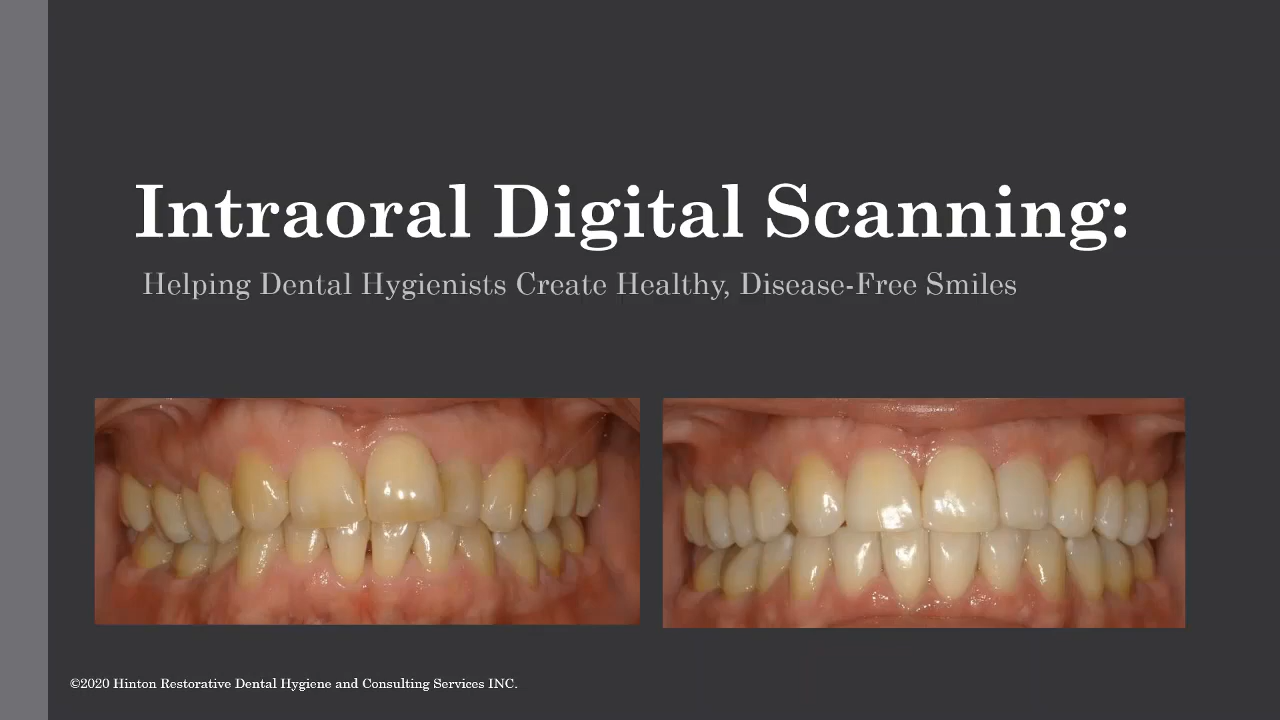 Intraoral Digital Scanning:
Helping Dental Hygienists Create Healthy, Disease-Free Smiles
©2020 Hinton Restorative Dental Hygiene and Consulting Services INC.